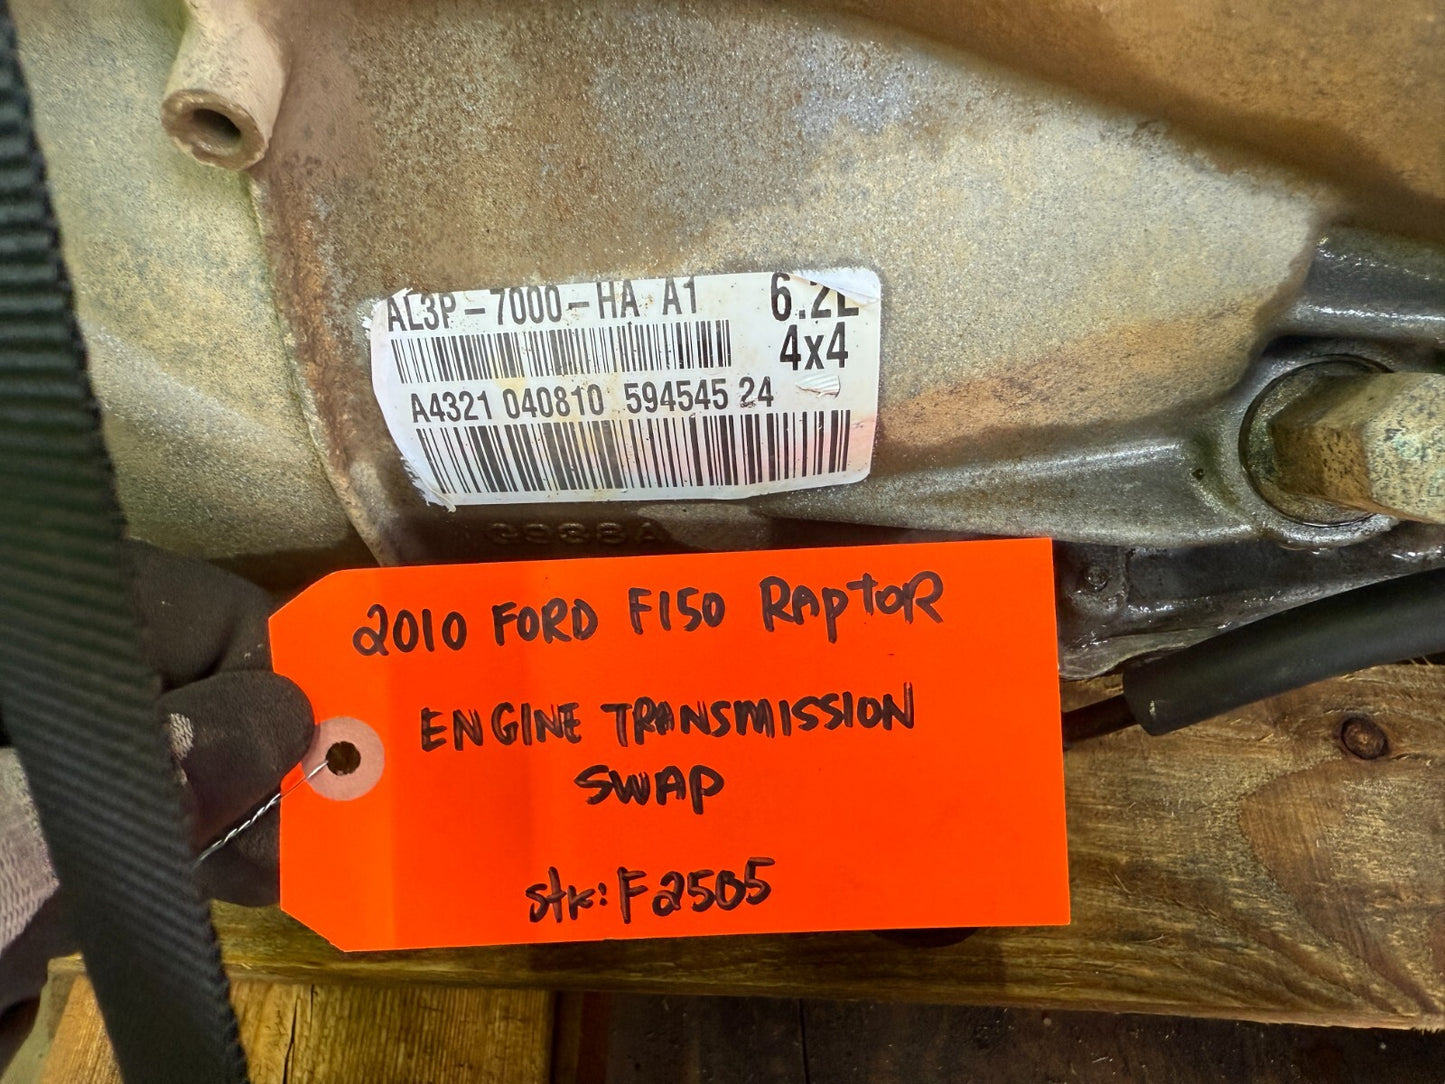 AL3P-7000-HA A1 6.2L
4x4
A4321 040810 594545 24
2010 FORD F150 RAPTOR
ENGINE TRANSMISSION
SWAP
stk: F2505